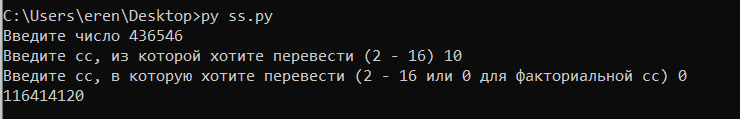 C:\Users\eren\Desktop>py ss.py
Введите число 436546
Введите сс, из которой хотите перевести (2 - 16) 10
Введите сс, в которую хотите перевести (2 - 16 или 0 для факториальной сс) 0
116414120